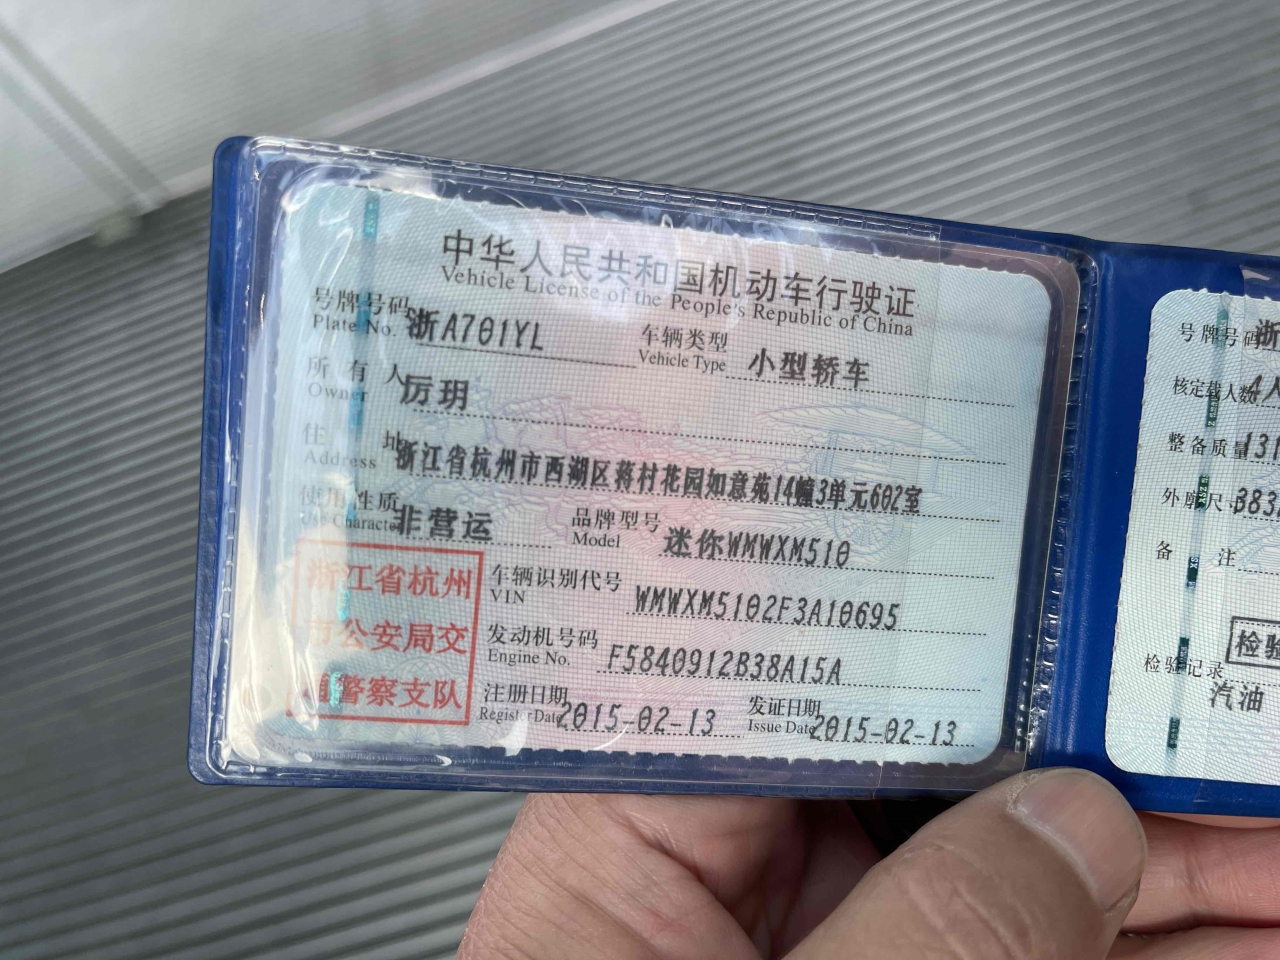 中华人民共和国机动车行驶证
Vehicle License of the People's Republic of China
号牌号码 浙A701YL 车辆类型 小型轿车
Plate No. Vehicle Type
所有人 厉玥
Owner
住址 浙江省杭州市西湖区蒋村花园如意苑14幢3单元602室
Address
使用性质 非营运 品牌型号 迷你WMWXM510
Use Character Model
浙江省杭州
市公安局交
通警察支队
车辆识别代号 WMWXM5102F3A10695
VIN
发动机号码 F5840912B38A15A
Engine No.
注册日期 2015-02-13 发证日期 2015-02-13
Register Date Issue Date
号牌号码 浙
核定载人数 4人
整备质量 131
外廓尺 383
备注
检验
检验记录
汽油